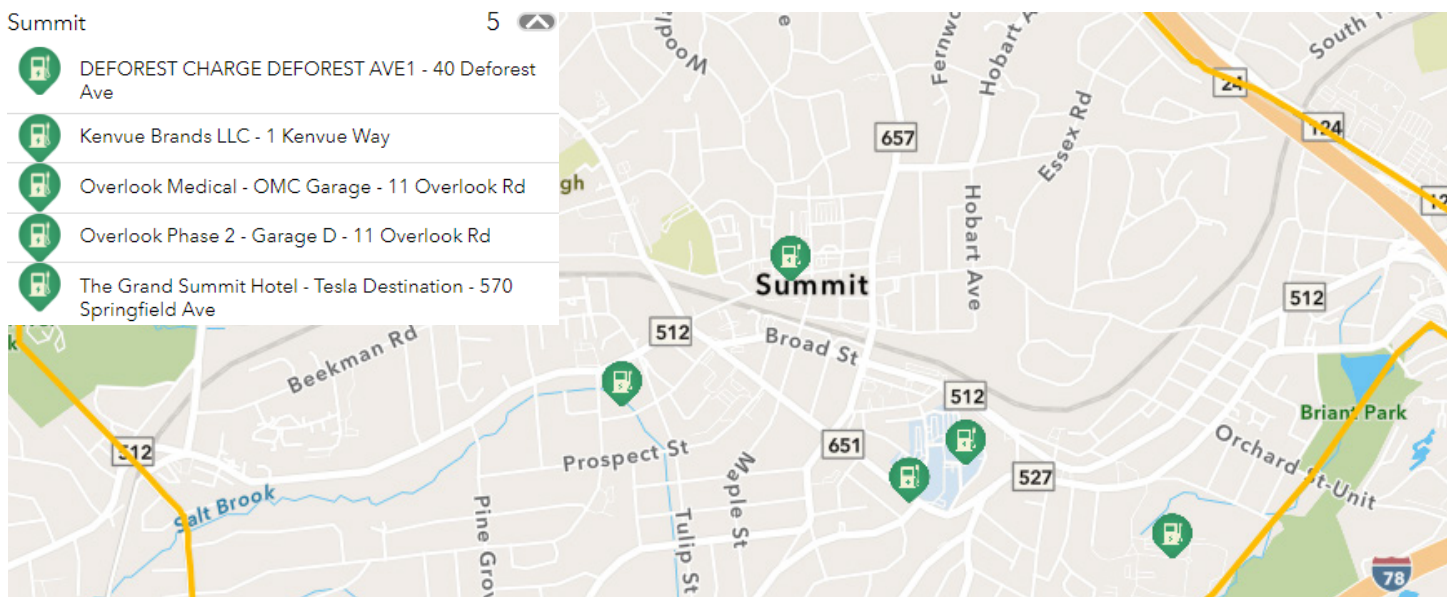 Summit 5
DEFOREST CHARGE DEFOREST AVE1 - 40 Deforest
Ave
Kenvue Brands LLC - 1 Kenvue Way
Overlook Medical - OMC Garage - 11 Overlook Rd
Overlook Phase 2 - Garage D - 11 Overlook Rd
The Grand Summit Hotel - Tesla Destination - 570
Springfield Ave
Hobart A
South
24
124
657
Essex Rd
gh
Hobart Ave
Summit
512
512
Broad St
k
Beekman Rd
512
Briant Park
651
512
Orchard St-Unit
Prospect St
527
Maple St
Salt Brook
Pine Gro
Tulip St
78